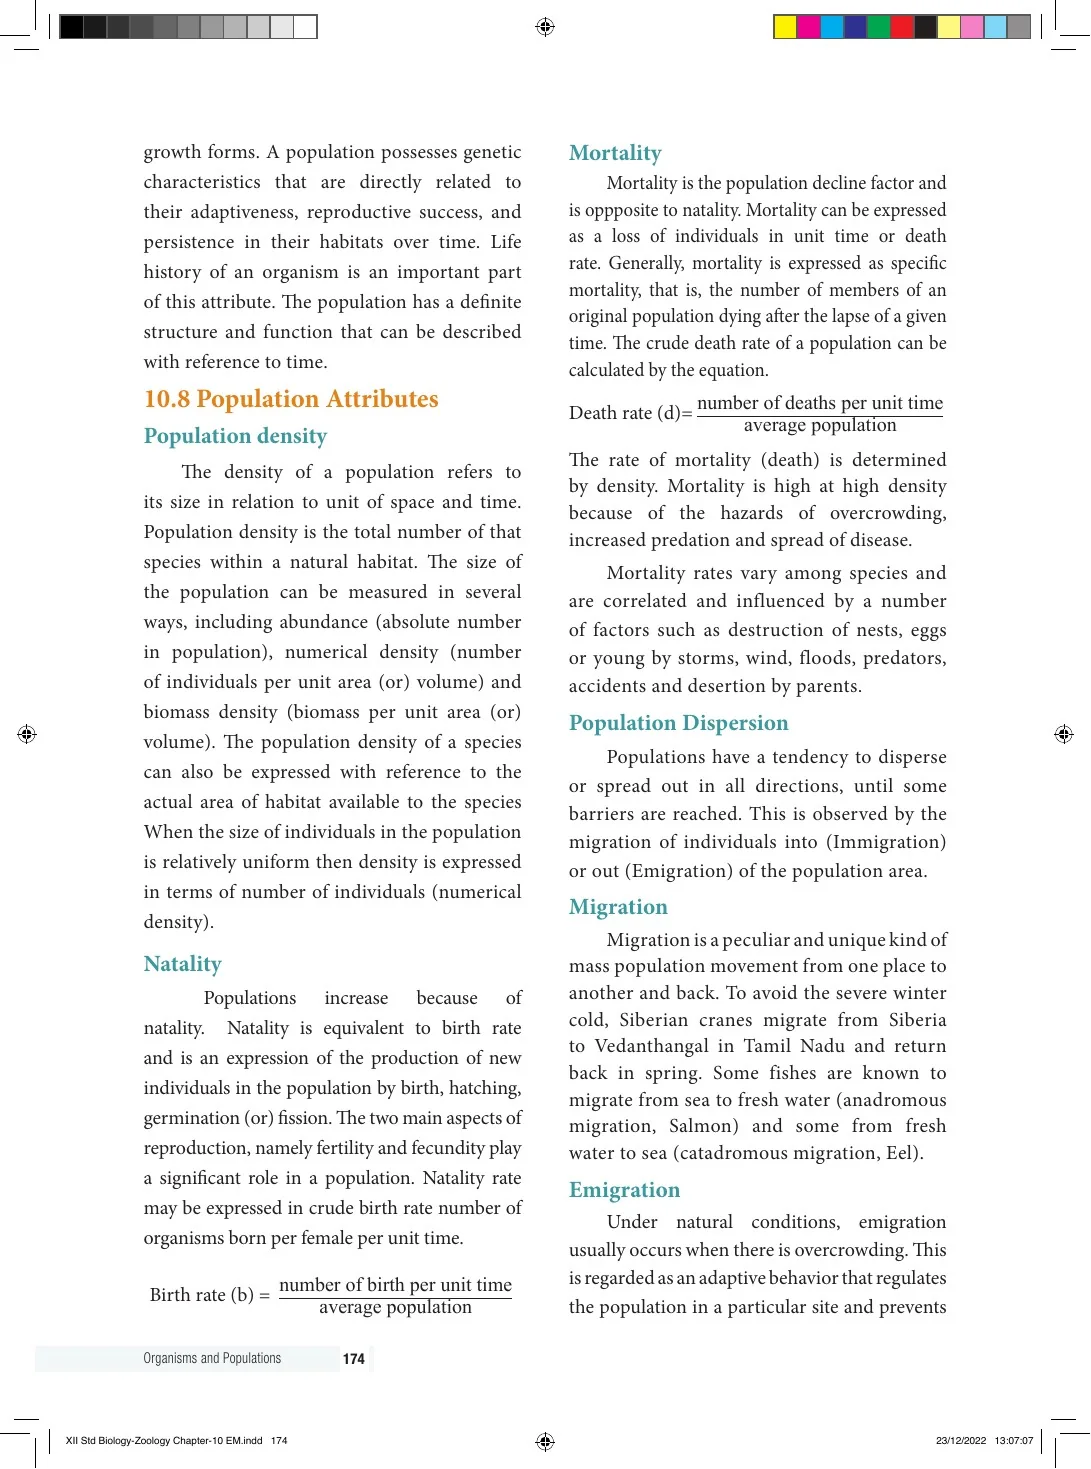 growth forms. A population possesses genetic
characteristics that are directly related to
their adaptiveness, reproductive success, and
persistence in their habitats over time. Life
history of an organism is an important part
of this attribute. The population has a definite
structure and function that can be described
with reference to time.
10.8 Population Attributes
Population density
The density of a population refers to
its size in relation to unit of space and time.
Population density is the total number of that
species within a natural habitat. The size of
the population can be measured in several
ways, including abundance (absolute number
in population), numerical density (number
of individuals per unit area (or) volume) and
biomass density (biomass per unit area (or)
volume). The population density of a species
can also be expressed with reference to the
actual area of habitat available to the species
When the size of individuals in the population
is relatively uniform then density is expressed
in terms of number of individuals (numerical
density).
Natality
Populations increase because of
natality. Natality is equivalent to birth rate
and is an expression of the production of new
individuals in the population by birth, hatching,
germination (or) fission. The two main aspects of
reproduction, namely fertility and fecundity play
a significant role in a population. Natality rate
may be expressed in crude birth rate number of
organisms born per female per unit time.
Birth rate (b) = number of birth per unit time
average population
Mortality
Mortality is the population decline factor and
is oppposite to natality. Mortality can be expressed
as a loss of individuals in unit time or death
rate. Generally, mortality is expressed as specific
mortality, that is, the number of members of an
original population dying after the lapse of a given
time. The crude death rate of a population can be
calculated by the equation.
Death rate (d)= number of deaths per unit time
average population
The rate of mortality (death) is determined
by density. Mortality is high at high density
because of the hazards of overcrowding,
increased predation and spread of disease.
Mortality rates vary among species and
are correlated and influenced by a number
of factors such as destruction of nests, eggs
or young by storms, wind, floods, predators,
accidents and desertion by parents.
Population Dispersion
Populations have a tendency to disperse
or spread out in all directions, until some
barriers are reached. This is observed by the
migration of individuals into (Immigration)
or out (Emigration) of the population area.
Migration
Migration is a peculiar and unique kind of
mass population movement from one place to
another and back. To avoid the severe winter
cold, Siberian cranes migrate from Siberia
to Vedanthangal in Tamil Nadu and return
back in spring. Some fishes are known to
migrate from sea to fresh water (anadromous
migration, Salmon) and some from fresh
water to sea (catadromous migration, Eel).
Emigration
Under natural conditions, emigration
usually occurs when there is overcrowding. This
is regarded as an adaptive behavior that regulates
the population in a particular site and prevents
Organisms and Populations 174
XII Std Biology-Zoology Chapter-10 EM.indd 174
23/12/2022 13:07:07